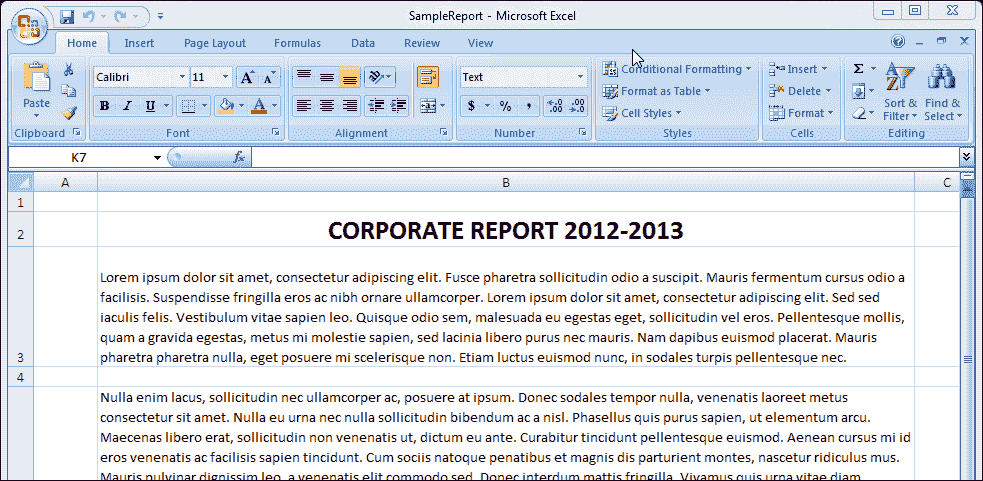 SampleReport - Microsoft Excel
Home Insert Page Layout Formulas Data Review View
Calibri 11 Text Conditional Formatting Insert Σ
Paste Format as Table Delete Sort & Filter Find & Select
B I U A $ % , Cell Styles Format
Clipboard Font Alignment Number Styles Cells Editing
K7 fx
A B C
1
2 CORPORATE REPORT 2012-2013
Lorem ipsum dolor sit amet, consectetur adipiscing elit. Fusce pharetra sollicitudin odio a suscipit. Mauris fermentum cursus odio a
facilisis. Suspendisse fringilla eros ac nibh ornare ullamcorper. Lorem ipsum dolor sit amet, consectetur adipiscing elit. Sed sed
iaculis felis. Vestibulum vitae sapien leo. Quisque odio sem, malesuada eu egestas eget, sollicitudin vel eros. Pellentesque mollis,
quam a gravida egestas, metus mi molestie sapien, sed lacinia libero purus nec mauris. Nam dapibus euismod placerat. Mauris
3 pharetra pharetra nulla, eget posuere mi scelerisque non. Etiam luctus euismod nunc, in sodales turpis pellentesque nec.
4
Nulla enim lacus, sollicitudin nec ullamcorper ac, posuere at ipsum. Donec sodales tempor nulla, venenatis laoreet metus
consectetur sit amet. Nulla eu urna nec nulla sollicitudin bibendum ac a nisl. Phasellus quis purus sapien, ut elementum arcu.
Maecenas libero erat, sollicitudin non venenatis ut, dictum eu ante. Curabitur tincidunt pellentesque euismod. Aenean cursus mi id
eros venenatis ac facilisis sapien tincidunt. Cum sociis natoque penatibus et magnis dis parturient montes, nascetur ridiculus mus.
Mauris pulvinar dignissim leo, a venenatis elit commodo sed. Donec interdum mattis fringilla. Vivamus quis urna vitae diam